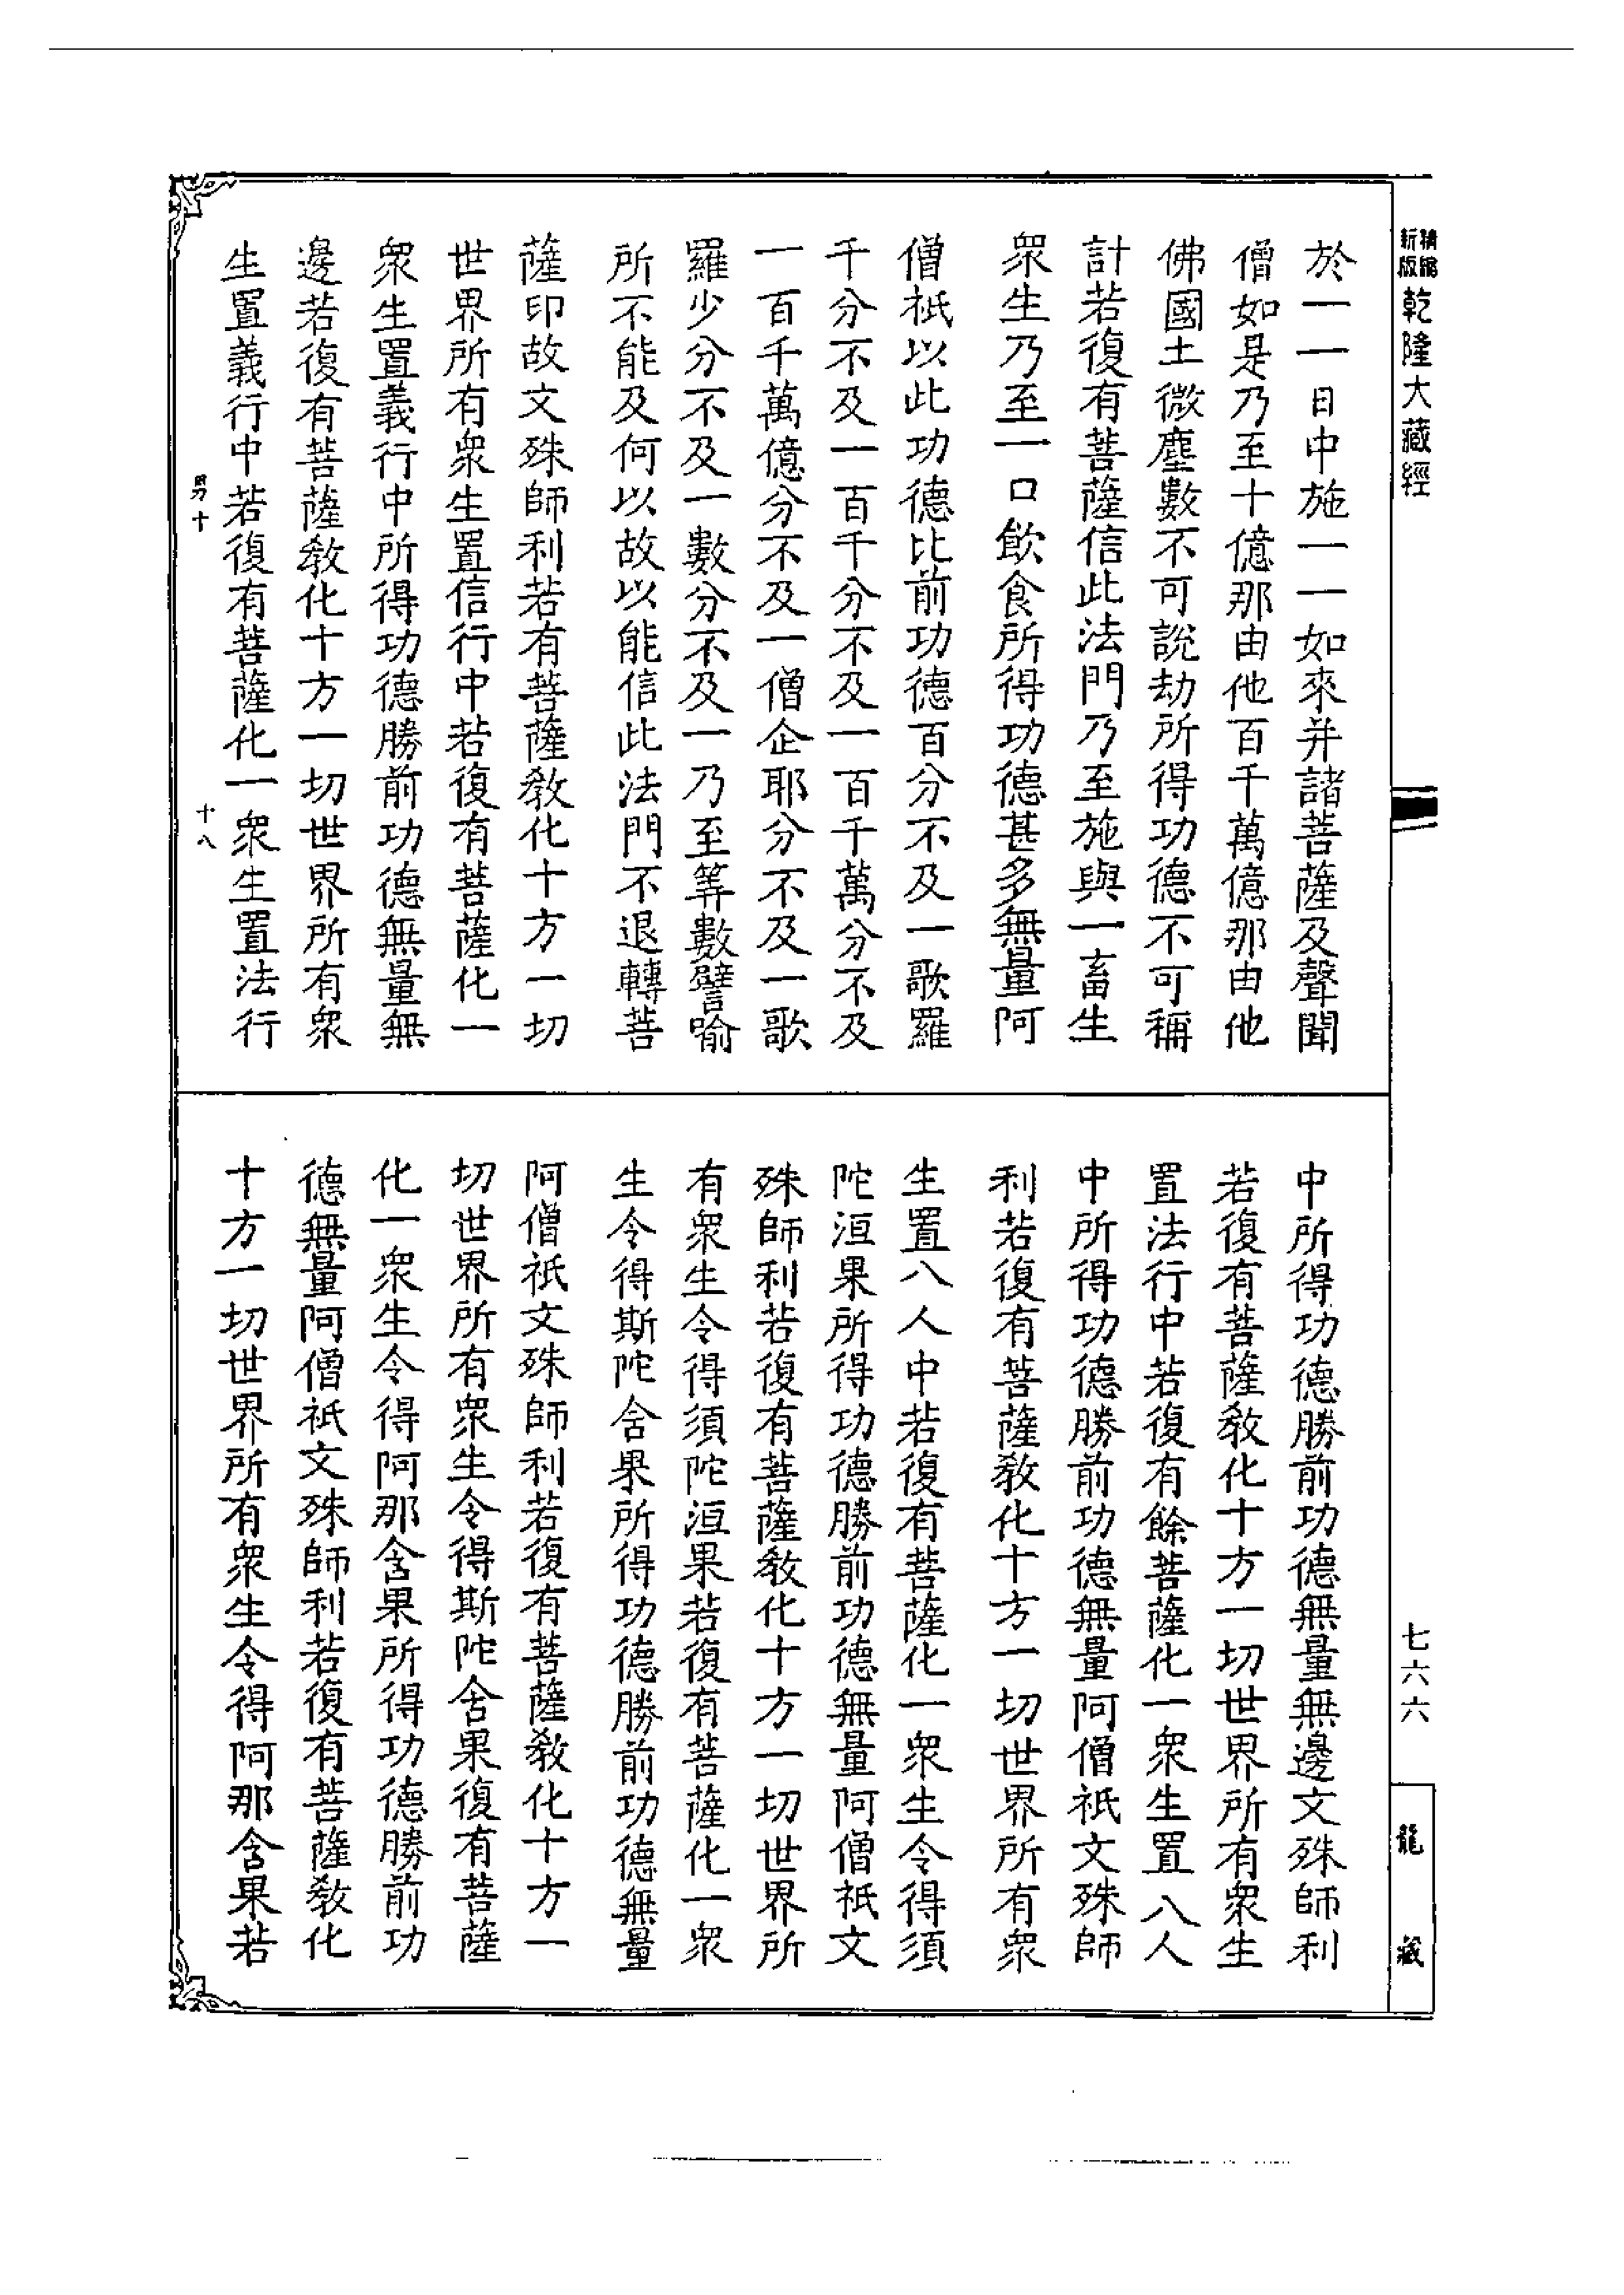 精縮新版乾隆大藏經
於一一日中施一一如來并諸菩薩及聲聞
僧如是乃至十億那由他百千萬億那由他
佛國土微塵數不可說劫所得功德不可稱
計若復有菩薩信此法門乃至施與一畜生
眾生乃至一口飲食所得功德甚多無量阿
僧祇以此功德比前功德百分不及一歌羅
千分不及一百千分不及一百千萬分不及
一百千萬億分不及一僧企耶分不及一歌
羅少分不及一數分不及一乃至筭數譬喻
所不能及何以故以能信此法門不退轉菩
薩印故文殊師利若有菩薩教化十方一切
世界所有眾生置信行中若復有菩薩化一
眾生置義行中所得功德勝前功德無量無
邊若復有菩薩教化十方一切世界所有眾
生置義行中若復有菩薩化一眾生置法行
男十
十八
中所得功德勝前功德無量無邊文殊師利
若復有菩薩教化十方一切世界所有眾生
置法行中若復有餘菩薩化一眾生置八人
中所得功德勝前功德無量阿僧祇文殊師
利若復有菩薩教化十方一切世界所有眾
生置八人中若復有菩薩化一眾生令得須
陀洹果所得功德勝前功德無量阿僧祇文
殊師利若復有菩薩教化十方一切世界所
有眾生令得須陀洹果若復有菩薩化一眾
生令得斯陀含果所得功德勝前功德無量
阿僧祇文殊師利若復有菩薩教化十方一
切世界所有眾生令得斯陀含果復有菩薩
化一眾生令得阿那含果所得功德勝前功
德無量阿僧祇文殊師利若復有菩薩教化
十方一切世界所有眾生令得阿那含果若
七六六
龍藏